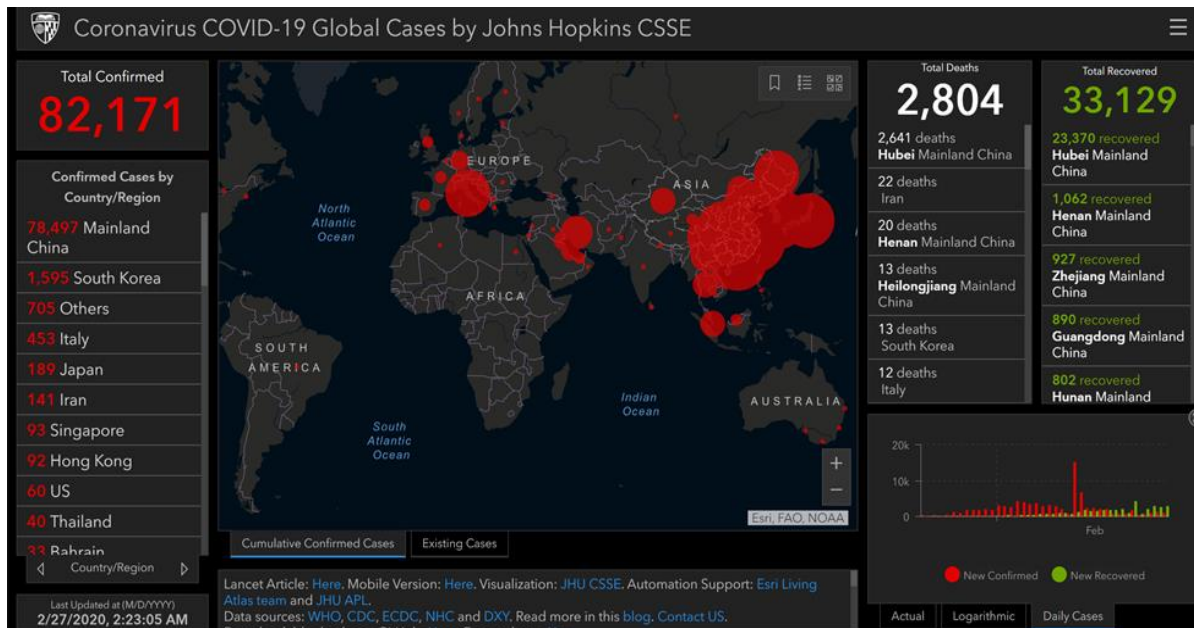 Coronavirus COVID-19 Global Cases by Johns Hopkins CSSE
Total Confirmed
82,171
Confirmed Cases by
Country/Region
78,497 Mainland
China
1,595 South Korea
705 Others
453 Italy
189 Japan
141 Iran
93 Singapore
92 Hong Kong
60 US
40 Thailand
33 Bahrain
Country/Region
Last Updated at (M/D/YYYY)
2/27/2020, 2:23:05 AM
North
Atlantic
Ocean
EUROPE
ASIA
AFRICA
SOUTH
AMERICA
Indian
Ocean
AUSTRALIA
South
Atlantic
Ocean
+
−
Esri, FAO, NOAA
Cumulative Confirmed Cases
Existing Cases
Lancet Article: Here. Mobile Version: Here. Visualization: JHU CSSE. Automation Support: Esri Living
Atlas team and JHU APL.
Data sources: WHO, CDC, ECDC, NHC and DXY. Read more in this blog. Contact US.
Total Deaths
2,804
2,641 deaths
Hubei Mainland China
22 deaths
Iran
20 deaths
Henan Mainland China
13 deaths
Heilongjiang Mainland
China
13 deaths
South Korea
12 deaths
Italy
Total Recovered
33,129
23,370 recovered
Hubei Mainland
China
1,062 recovered
Henan Mainland
China
927 recovered
Zhejiang Mainland
China
890 recovered
Guangdong Mainland
China
802 recovered
Hunan Mainland
20k
10k
0
Feb
New Confirmed
New Recovered
Actual
Logarithmic
Daily Cases